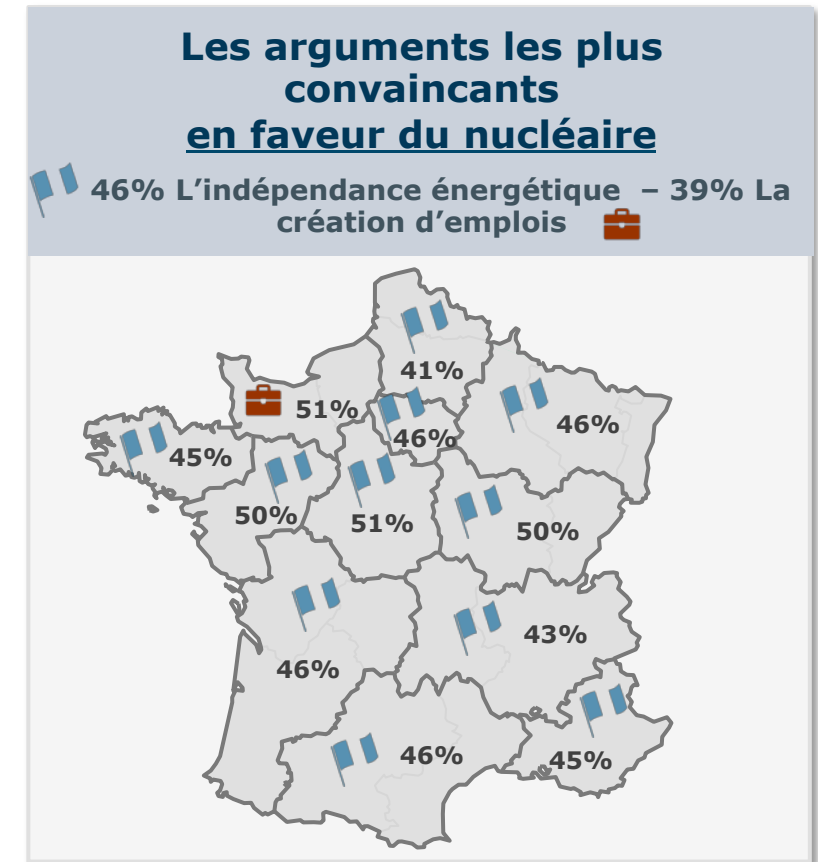 Les arguments les plus
convaincants
en faveur du nucléaire
46% L’indépendance énergétique – 39% La
création d’emplois
41%
51%
46%
46%
45%
50%
51%
50%
43%
46%
46%
45%